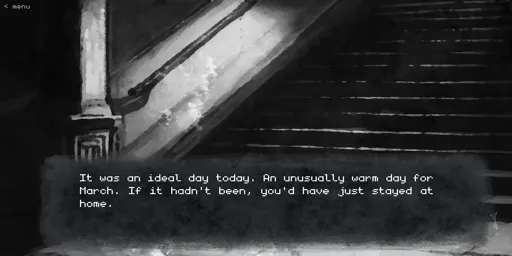 < menu
It was an ideal day today. An unusually warm day for
March. If it hadn't been, you'd have just stayed at
home.